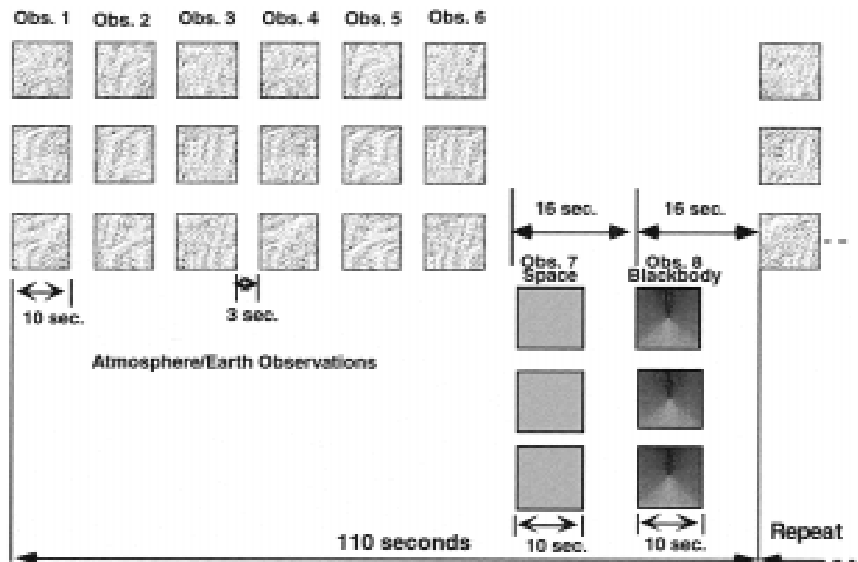 Obs. 1 Obs. 2 Obs. 3 Obs. 4 Obs. 5 Obs. 6
16 sec. 16 sec.
Obs. 7 Obs. 8
Space Blackbody
10 sec. 3 sec.
Atmosphere/Earth Observations
10 sec. 10 sec.
110 seconds
Repeat